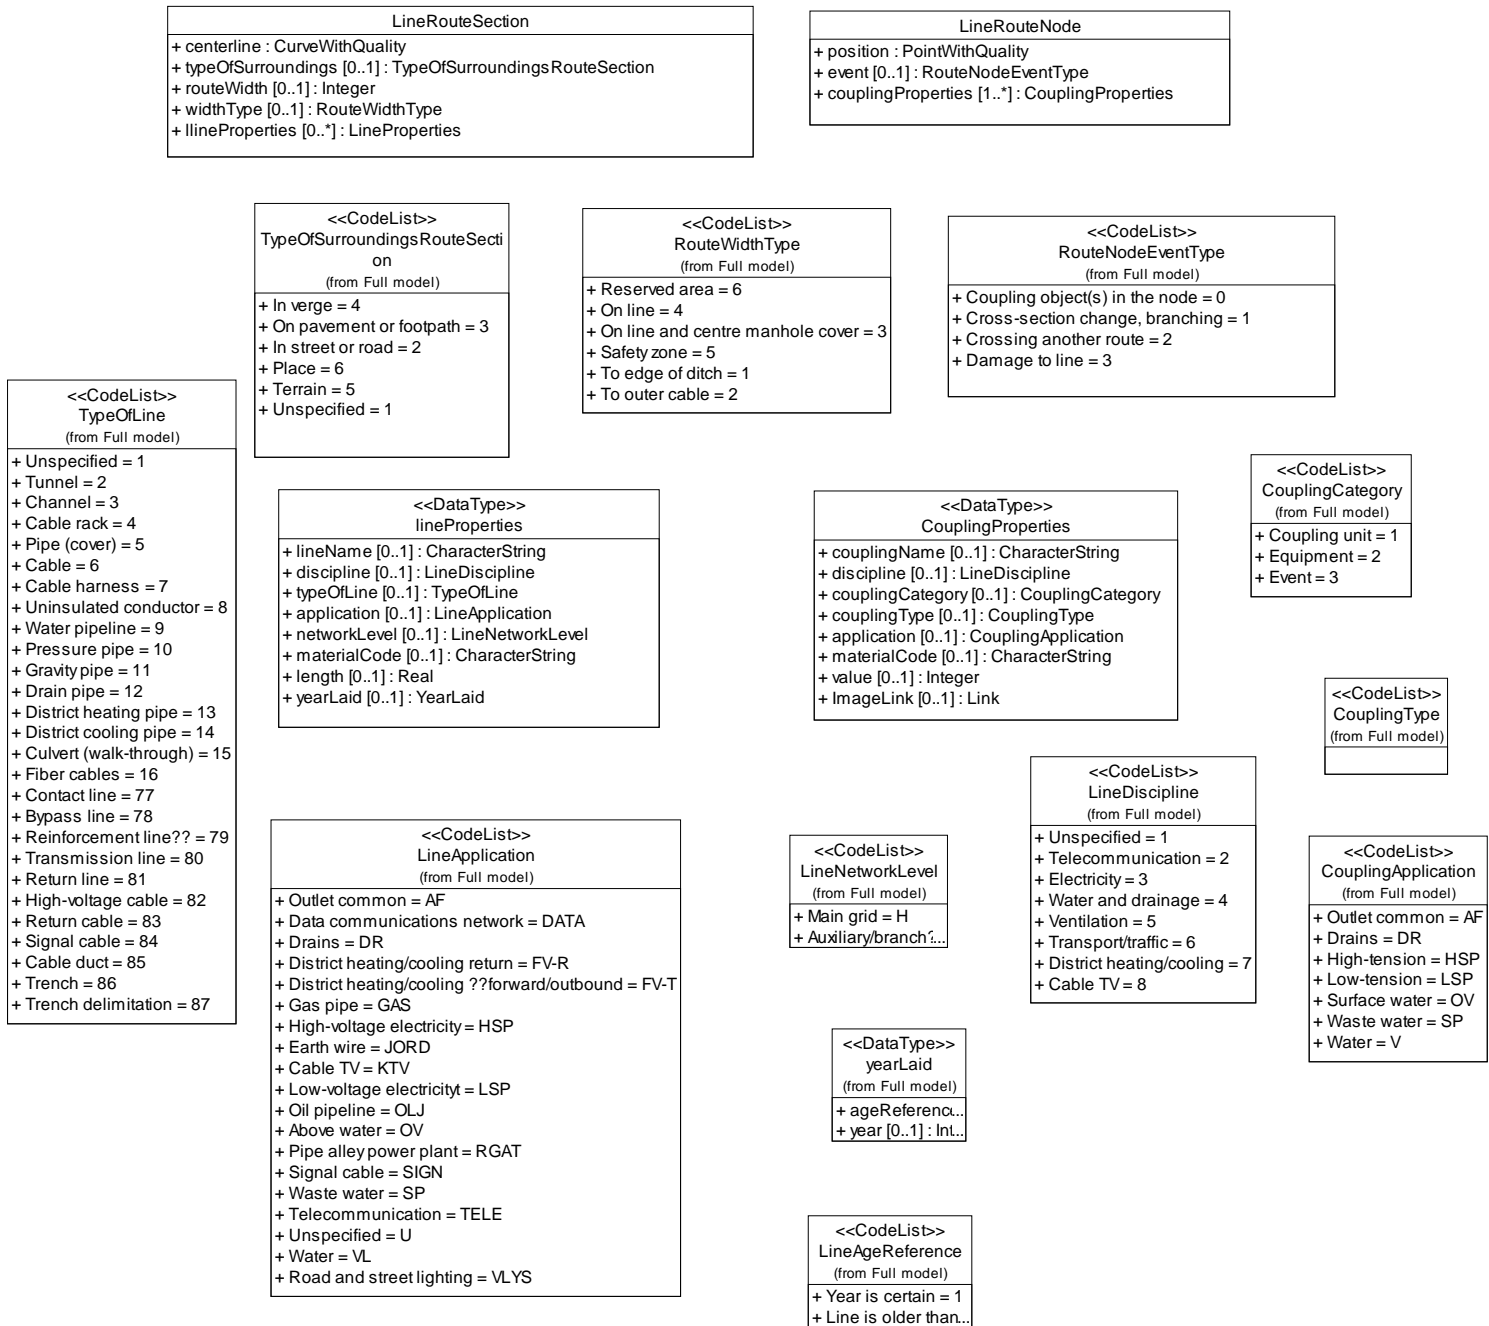 LineRouteSection
+ centerline : CurveWithQuality
+ typeOfSurroundings [0..1] : TypeOfSurroundingsRouteSection
+ routeWidth [0..1] : Integer
+ widthType [0..1] : RouteWidthType
+ llineProperties [0..*] : LineProperties
LineRouteNode
+ position : PointWithQuality
+ event [0..1] : RouteNodeEventType
+ couplingProperties [1..*] : CouplingProperties
<<CodeList>>
TypeOfSurroundingsRouteSecti
on
(from Full model)
+ In verge = 4
+ On pavement or footpath = 3
+ In street or road = 2
+ Place = 6
+ Terrain = 5
+ Unspecified = 1
<<CodeList>>
RouteWidthType
(from Full model)
+ Reserved area = 6
+ On line = 4
+ On line and centre manhole cover = 3
+ Safety zone = 5
+ To edge of ditch = 1
+ To outer cable = 2
<<CodeList>>
RouteNodeEventType
(from Full model)
+ Coupling object(s) in the node = 0
+ Cross-section change, branching = 1
+ Crossing another route = 2
+ Damage to line = 3
<<CodeList>>
TypeOfLine
(from Full model)
+ Unspecified = 1
+ Tunnel = 2
+ Channel = 3
+ Cable rack = 4
+ Pipe (cover) = 5
+ Cable = 6
+ Cable harness = 7
+ Uninsulated conductor = 8
+ Water pipeline = 9
+ Pressure pipe = 10
+ Gravity pipe = 11
+ Drain pipe = 12
+ District heating pipe = 13
+ District cooling pipe = 14
+ Culvert (walk-through) = 15
+ Fiber cables = 16
+ Contact line = 77
+ Bypass line = 78
+ Reinforcement line?? = 79
+ Transmission line = 80
+ Return line = 81
+ High-voltage cable = 82
+ Return cable = 83
+ Signal cable = 84
+ Cable duct = 85
+ Trench = 86
+ Trench delimitation = 87
<<DataType>>
lineProperties
+ lineName [0..1] : CharacterString
+ discipline [0..1] : LineDiscipline
+ typeOfLine [0..1] : TypeOfLine
+ application [0..1] : LineApplication
+ networkLevel [0..1] : LineNetworkLevel
+ materialCode [0..1] : CharacterString
+ length [0..1] : Real
+ yearLaid [0..1] : YearLaid
<<DataType>>
CouplingProperties
+ couplingName [0..1] : CharacterString
+ discipline [0..1] : LineDiscipline
+ couplingCategory [0..1] : CouplingCategory
+ couplingType [0..1] : CouplingType
+ application [0..1] : CouplingApplication
+ materialCode [0..1] : CharacterString
+ value [0..1] : Integer
+ ImageLink [0..1] : Link
<<CodeList>>
CouplingCategory
(from Full model)
+ Coupling unit = 1
+ Equipment = 2
+ Event = 3
<<CodeList>>
CouplingType
(from Full model)
<<CodeList>>
LineApplication
(from Full model)
+ Outlet common = AF
+ Data communications network = DATA
+ Drains = DR
+ District heating/cooling return = FV-R
+ District heating/cooling ??forward/outbound = FV-T
+ Gas pipe = GAS
+ High-voltage electricity = HSP
+ Earth wire = JORD
+ Cable TV = KTV
+ Low-voltage electricityt = LSP
+ Oil pipeline = OLJ
+ Above water = OV
+ Pipe alley power plant = RGAT
+ Signal cable = SIGN
+ Waste water = SP
+ Telecommunication = TELE
+ Unspecified = U
+ Water = VL
+ Road and street lighting = VLYS
<<CodeList>>
LineNetworkLevel
(from Full model)
+ Main grid = H
+ Auxiliary/branch?...
<<CodeList>>
LineDiscipline
(from Full model)
+ Unspecified = 1
+ Telecommunication = 2
+ Electricity = 3
+ Water and drainage = 4
+ Ventilation = 5
+ Transport/traffic = 6
+ District heating/cooling = 7
+ Cable TV = 8
<<CodeList>>
CouplingApplication
(from Full model)
+ Outlet common = AF
+ Drains = DR
+ High-tension = HSP
+ Low-tension = LSP
+ Surface water = OV
+ Waste water = SP
+ Water = V
<<DataType>>
yearLaid
(from Full model)
+ ageReferenc...
+ year [0..1] : Int...
<<CodeList>>
LineAgeReference
(from Full model)
+ Year is certain = 1
+ Line is older than...